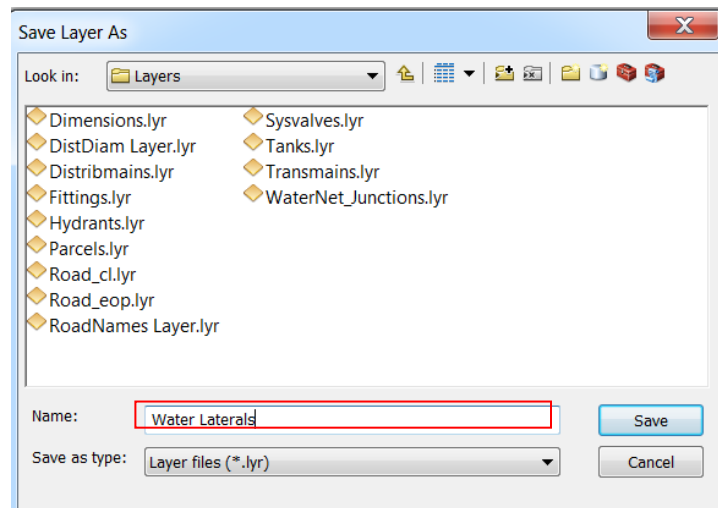 Save Layer As
Look in: Layers
Dimensions.lyr
DistDiam Layer.lyr
Distribmains.lyr
Fittings.lyr
Hydrants.lyr
Parcels.lyr
Road_cl.lyr
Road_eop.lyr
RoadNames Layer.lyr
Sysvalves.lyr
Tanks.lyr
Transmains.lyr
WaterNet_Junctions.lyr
Name: Water Laterals Save
Save as type: Layer files (*.lyr) Cancel